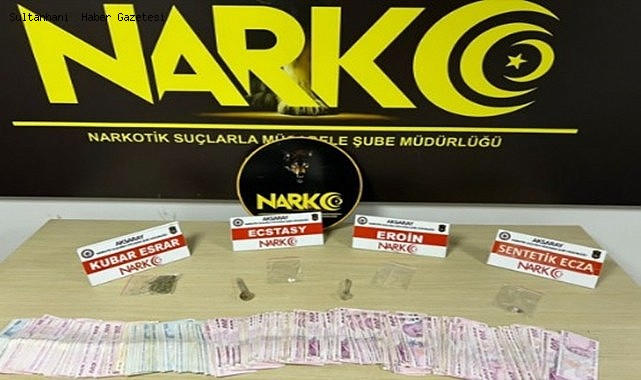 Sultanhani Haber Gazetesi
NARKO
NARKOTİK SUÇLARLA MÜCADELE ŞUBE MÜDÜRLÜĞÜ
NARKO
AKSARAY
KUBAR ESRAR
NARKO
AKSARAY
ECSTASY
NARKO
AKSARAY
EROİN
NARKO
AKSARAY
SENTETİK ECZA
NARKO